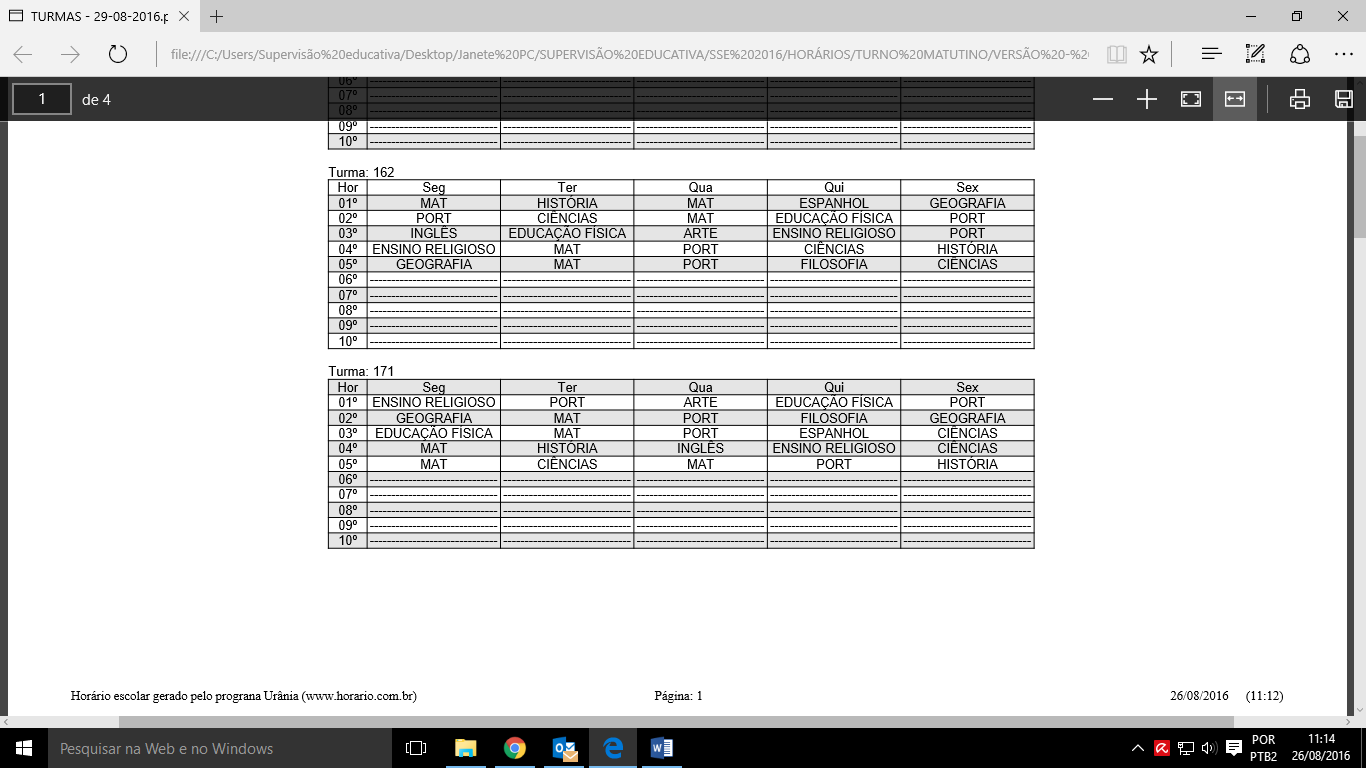 TURMAS - 29-08-2016.p
file:///C:/Users/Supervisão%20educativa/Desktop/Janete%20PC/SUPERVISÃO%20EDUCATIVA/SSE%202016/HORÁRIOS/TURNO%20MATUTINO/VERSÃO%20-%2
1 de 4
06º --- --- --- --- ---
07º --- --- --- --- ---
08º --- --- --- --- ---
09º --- --- --- --- ---
10º --- --- --- --- ---
Turma: 162
Hor Seg Ter Qua Qui Sex
01º MAT HISTÓRIA MAT ESPANHOL GEOGRAFIA
02º PORT CIÊNCIAS MAT EDUCAÇÃO FÍSICA PORT
03º INGLÊS EDUCAÇÃO FÍSICA ARTE ENSINO RELIGIOSO PORT
04º ENSINO RELIGIOSO MAT PORT CIÊNCIAS HISTÓRIA
05º GEOGRAFIA MAT PORT FILOSOFIA CIÊNCIAS
06º --- --- --- --- ---
07º --- --- --- --- ---
08º --- --- --- --- ---
09º --- --- --- --- ---
10º --- --- --- --- ---
Turma: 171
Hor Seg Ter Qua Qui Sex
01º ENSINO RELIGIOSO PORT ARTE EDUCAÇÃO FÍSICA PORT
02º GEOGRAFIA MAT PORT FILOSOFIA GEOGRAFIA
03º EDUCAÇÃO FÍSICA MAT PORT ESPANHOL CIÊNCIAS
04º MAT HISTÓRIA INGLÊS ENSINO RELIGIOSO CIÊNCIAS
05º MAT CIÊNCIAS MAT PORT HISTÓRIA
06º --- --- --- --- ---
07º --- --- --- --- ---
08º --- --- --- --- ---
09º --- --- --- --- ---
10º --- --- --- --- ---
Horário escolar gerado pelo prograna Urânia (www.horario.com.br) Página: 1 26/08/2016 (11:12)
Pesquisar na Web e no Windows
POR 11:14
PTB2 26/08/2016